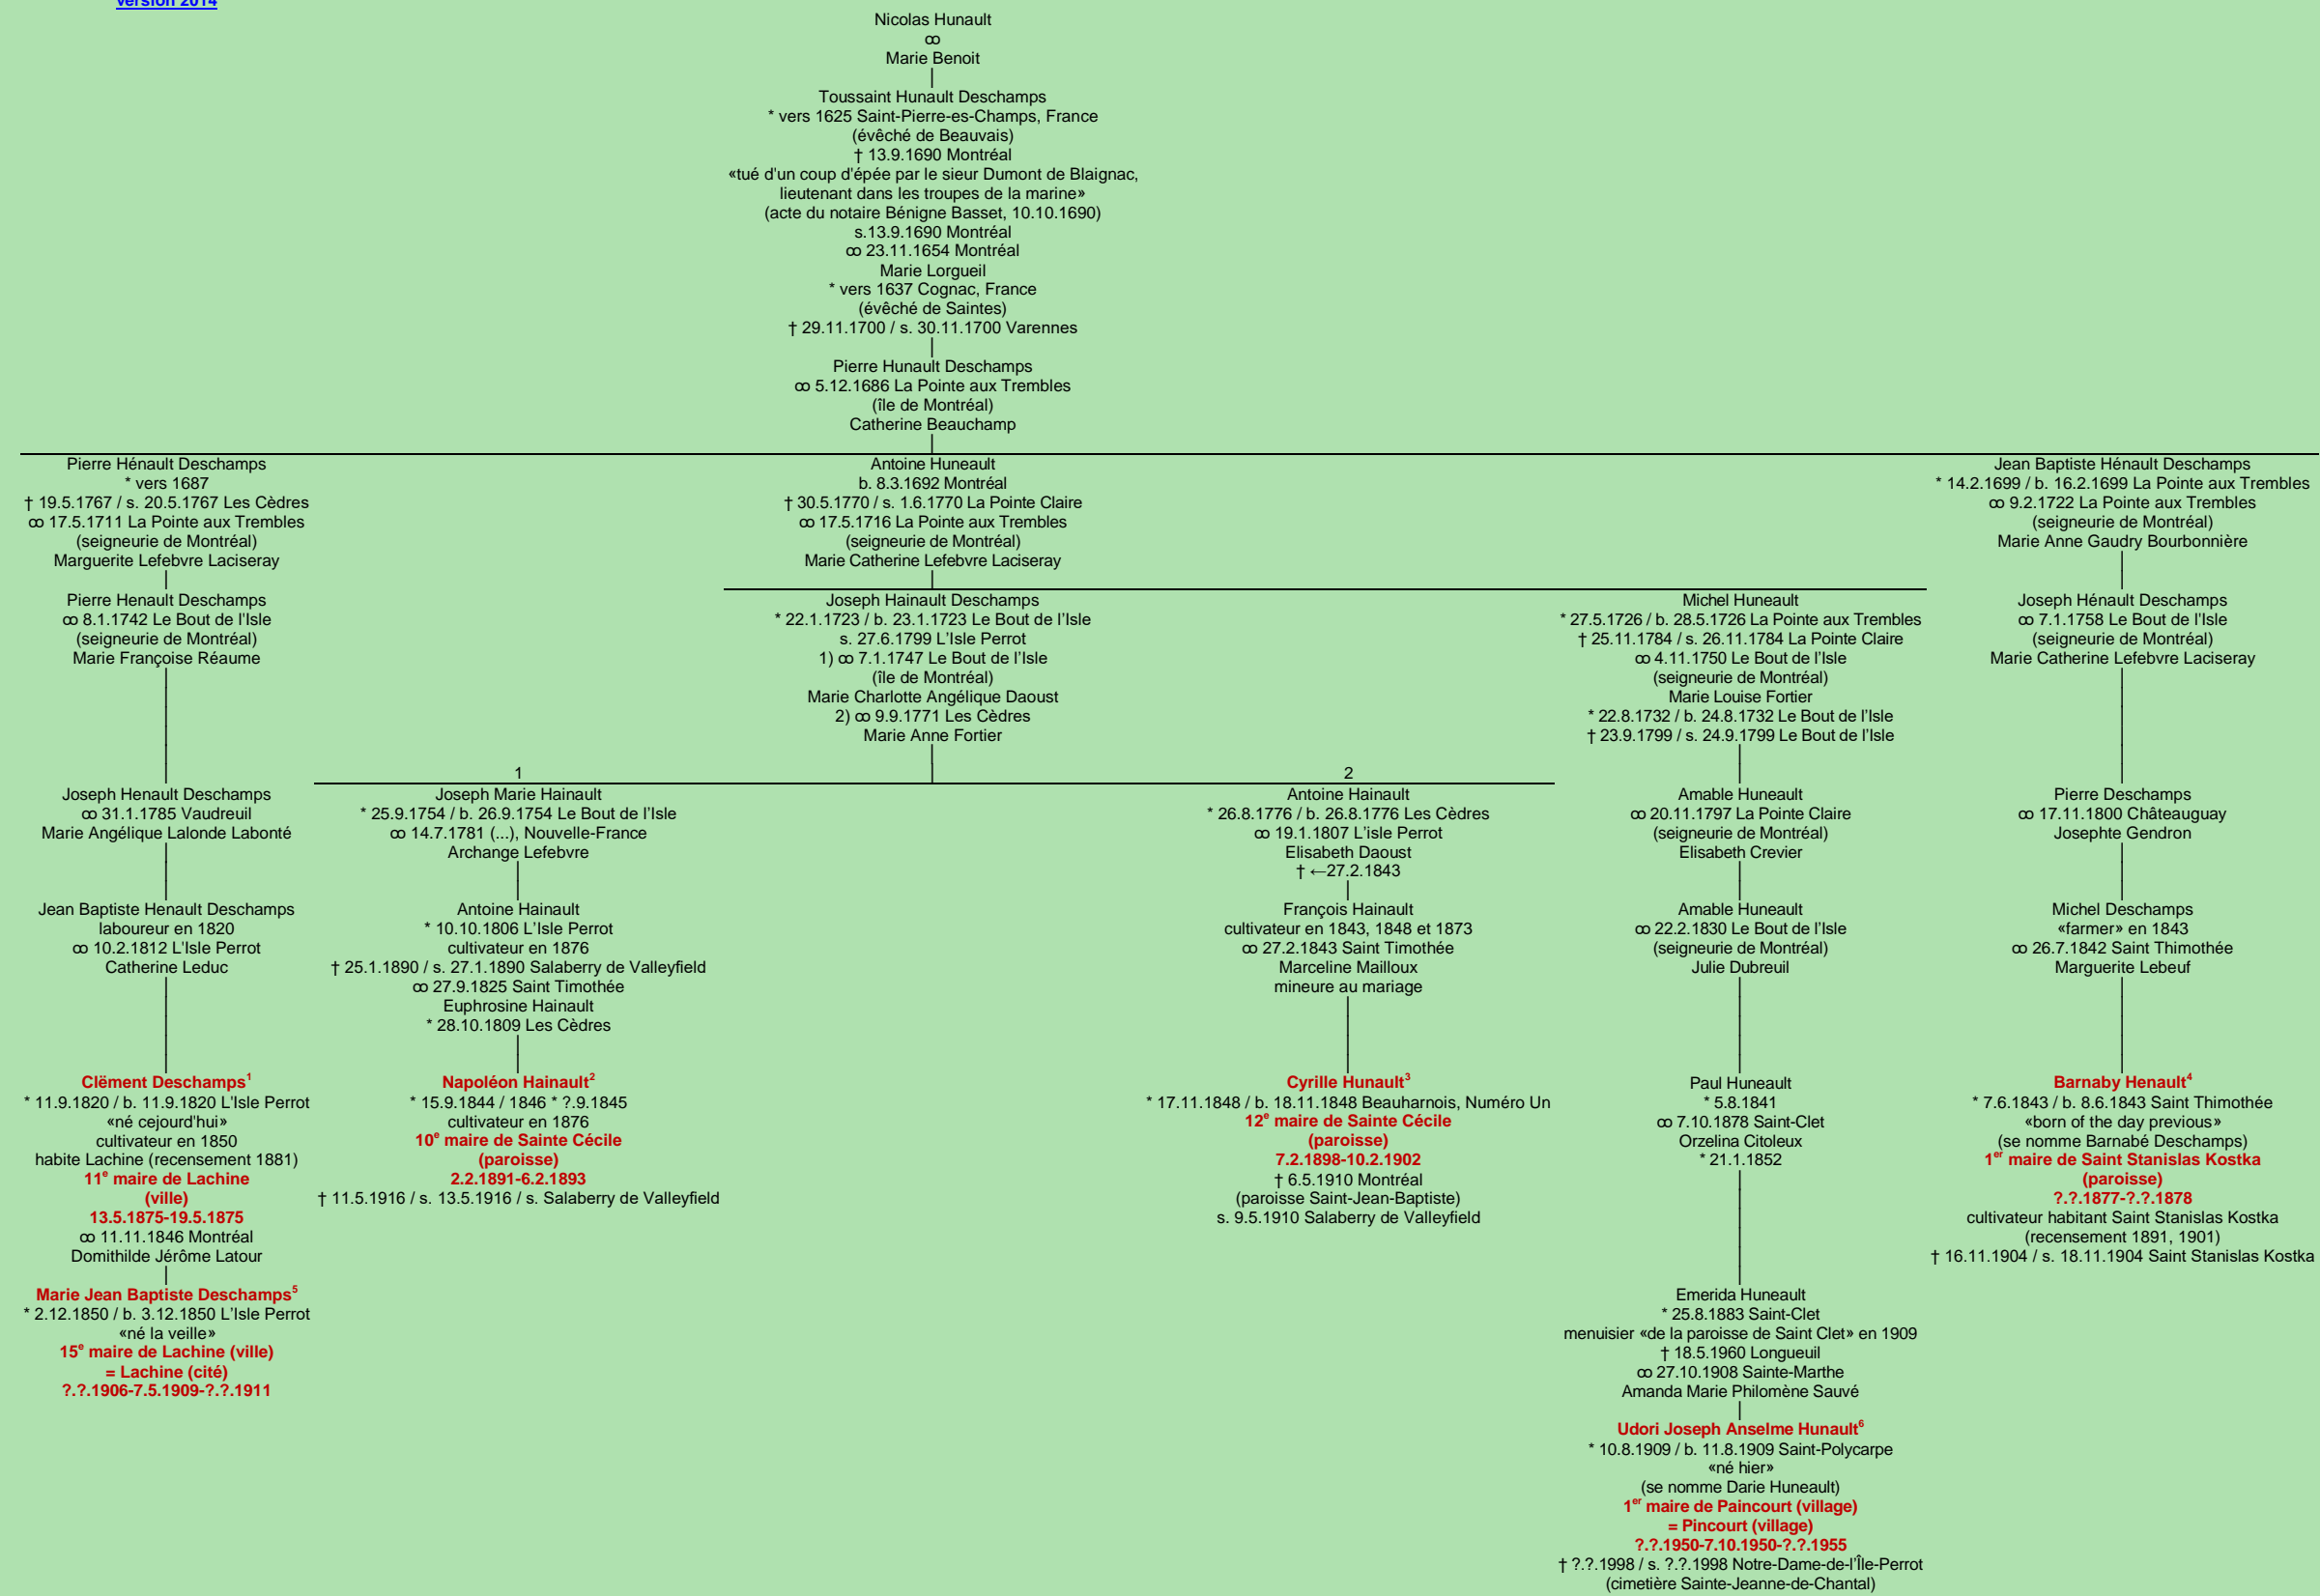 version 2014
Nicolas Hunault
∞
Marie Benoit
Toussaint Hunault Deschamps
* vers 1625 Saint-Pierre-es-Champs, France
(évêché de Beauvais)
† 13.9.1690 Montréal
«tué d'un coup d'épée par le sieur Dumont de Blaignac,
lieutenant dans les troupes de la marine»
(acte du notaire Bénigne Basset, 10.10.1690)
s.13.9.1690 Montréal
∞ 23.11.1654 Montréal
Marie Lorgueil
* vers 1637 Cognac, France
(évêché de Saintes)
† 29.11.1700 / s. 30.11.1700 Varennes
Pierre Hunault Deschamps
∞ 5.12.1686 La Pointe aux Trembles
(île de Montréal)
Catherine Beauchamp
Pierre Hénault Deschamps
* vers 1687
† 19.5.1767 / s. 20.5.1767 Les Cèdres
∞ 17.5.1711 La Pointe aux Trembles
(seigneurie de Montréal)
Marguerite Lefebvre Laciseray
Antoine Huneault
b. 8.3.1692 Montréal
† 30.5.1770 / s. 1.6.1770 La Pointe Claire
∞ 17.5.1716 La Pointe aux Trembles
(seigneurie de Montréal)
Marie Catherine Lefebvre Laciseray
Jean Baptiste Hénault Deschamps
* 14.2.1699 / b. 16.2.1699 La Pointe aux Trembles
∞ 9.2.1722 La Pointe aux Trembles
(seigneurie de Montréal)
Marie Anne Gaudry Bourbonnière
Pierre Henault Deschamps
∞ 8.1.1742 Le Bout de l'Isle
(seigneurie de Montréal)
Marie Françoise Réaume
Joseph Hainault Deschamps
* 22.1.1723 / b. 23.1.1723 Le Bout de l'Isle
s. 27.6.1799 L'Isle Perrot
1) ∞ 7.1.1747 Le Bout de l'Isle
(île de Montréal)
Marie Charlotte Angélique Daoust
2) ∞ 9.9.1771 Les Cèdres
Marie Anne Fortier
Michel Huneault
* 27.5.1726 / b. 28.5.1726 La Pointe aux Trembles
† 25.11.1784 / s. 26.11.1784 La Pointe Claire
∞ 4.11.1750 Le Bout de l'Isle
(seigneurie de Montréal)
Marie Louise Fortier
* 22.8.1732 / b. 24.8.1732 Le Bout de l'Isle
† 23.9.1799 / s. 24.9.1799 Le Bout de l'Isle
Joseph Hénault Deschamps
∞ 7.1.1758 Le Bout de l'Isle
(seigneurie de Montréal)
Marie Catherine Lefebvre Laciseray
1
2
Joseph Henault Deschamps
∞ 31.1.1785 Vaudreuil
Marie Angélique Lalonde Labonté
Joseph Marie Hainault
* 25.9.1754 / b. 26.9.1754 Le Bout de l'Isle
∞ 14.7.1781 (...), Nouvelle-France
Archange Lefebvre
Antoine Hainault
* 26.8.1776 / b. 26.8.1776 Les Cèdres
∞ 19.1.1807 L'isle Perrot
Elisabeth Daoust
† ←27.2.1843
Amable Huneault
∞ 20.11.1797 La Pointe Claire
(seigneurie de Montréal)
Elisabeth Crevier
Pierre Deschamps
∞ 17.11.1800 Châteauguay
Josephte Gendron
Jean Baptiste Henault Deschamps
laboureur en 1820
∞ 10.2.1812 L'Isle Perrot
Catherine Leduc
Antoine Hainault
* 10.10.1806 L'Isle Perrot
cultivateur en 1876
† 25.1.1890 / s. 27.1.1890 Salaberry de Valleyfield
∞ 27.9.1825 Saint Timothée
Euphrosine Hainault
* 28.10.1809 Les Cèdres
François Hainault
cultivateur en 1843, 1848 et 1873
∞ 27.2.1843 Saint Timothée
Marceline Mailloux
mineure au mariage
Amable Huneault
∞ 22.2.1830 Le Bout de l'Isle
(seigneurie de Montréal)
Julie Dubreuil
Michel Deschamps
«farmer» en 1843
∞ 26.7.1842 Saint Thimothée
Marguerite Lebeuf
Clëment Deschamps¹
* 11.9.1820 / b. 11.9.1820 L'Isle Perrot
«né cejourd'hui»
cultivateur en 1850
habite Lachine (recensement 1881)
11e maire de Lachine
(ville)
13.5.1875-19.5.1875
∞ 11.11.1846 Montréal
Domithilde Jérôme Latour
Napoléon Hainault²
* 15.9.1844 / 1846 * ?.9.1845
cultivateur en 1876
10e maire de Sainte Cécile
(paroisse)
2.2.1891-6.2.1893
† 11.5.1916 / s. 13.5.1916 / s. Salaberry de Valleyfield
Cyrille Hunault³
* 17.11.1848 / b. 18.11.1848 Beauharnois, Numéro Un
12e maire de Sainte Cécile
(paroisse)
7.2.1898-10.2.1902
† 6.5.1910 Montréal
(paroisse Saint-Jean-Baptiste)
s. 9.5.1910 Salaberry de Valleyfield
Paul Huneault
* 5.8.1841
∞ 7.10.1878 Saint-Clet
Orzelina Citoleux
* 21.1.1852
Barnaby Henault⁴
* 7.6.1843 / b. 8.6.1843 Saint Thimothée
«born of the day previous»
(se nomme Barnabé Deschamps)
1er maire de Saint Stanislas Kostka
(paroisse)
?.?.1877-?.?.1878
cultivateur habitant Saint Stanislas Kostka
(recensement 1891, 1901)
† 16.11.1904 / s. 18.11.1904 Saint Stanislas Kostka
Marie Jean Baptiste Deschamps⁵
* 2.12.1850 / b. 3.12.1850 L'Isle Perrot
«né la veille»
15e maire de Lachine (ville)
= Lachine (cité)
?.?.1906-7.5.1909-?.?.1911
Emerida Huneault
* 25.8.1883 Saint-Clet
menuisier «de la paroisse de Saint Clet» en 1909
† 18.5.1960 Longueuil
∞ 27.10.1908 Sainte-Marthe
Amanda Marie Philomène Sauvé
Udori Joseph Anselme Hunault⁶
* 10.8.1909 / b. 11.8.1909 Saint-Polycarpe
«né hier»
(se nomme Darie Huneault)
1er maire de Paincourt (village)
= Pincourt (village)
?.?.1950-7.10.1950-?.?.1955
† ?.?.1998 / s. ?.?.1998 Notre-Dame-de-l'Île-Perrot
(cimetière Sainte-Jeanne-de-Chantal)